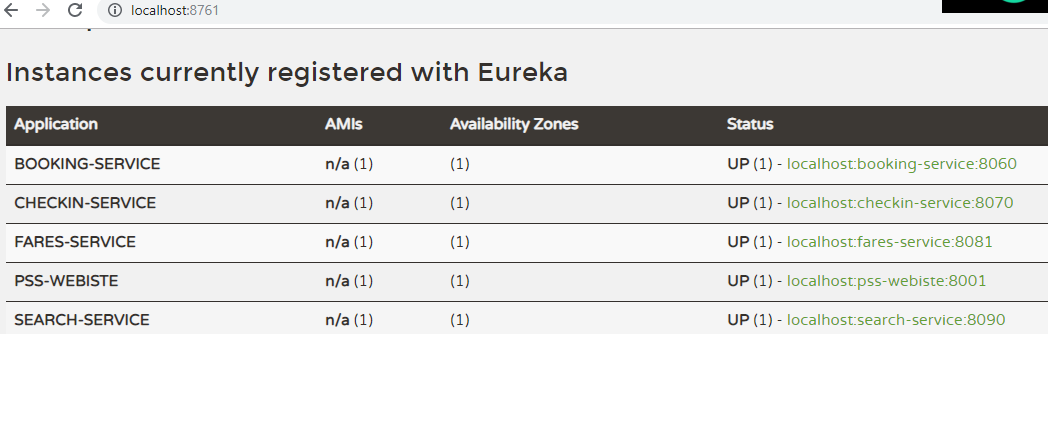 localhost:8761
Instances currently registered with Eureka
Application AMIs Availability Zones Status
BOOKING-SERVICE n/a (1) (1) UP (1) - localhost:booking-service:8060
CHECKIN-SERVICE n/a (1) (1) UP (1) - localhost:checkin-service:8070
FARES-SERVICE n/a (1) (1) UP (1) - localhost:fares-service:8081
PSS-WEBISTE n/a (1) (1) UP (1) - localhost:pss-webiste:8001
SEARCH-SERVICE n/a (1) (1) UP (1) - localhost:search-service:8090